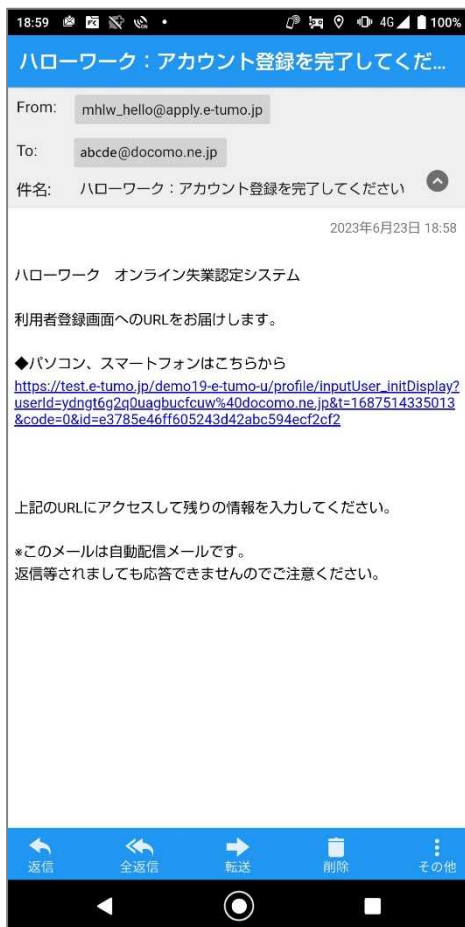 18:59
4G 100%
ハローワーク：アカウント登録を完了してくだ...
From: mhlw_hello@apply.e-tumo.jp
To: abcde@docomo.ne.jp
件名: ハローワーク：アカウント登録を完了してください
2023年6月23日 18:58
ハローワーク　オンライン失業認定システム
利用者登録画面へのURLをお届けします。
◆パソコン、スマートフォンはこちらから
https://test.e-tumo.jp/demo19-e-tumo-u/profile/inputUser_initDisplay?
userId=ydngt6g2q0uagbucfcuw%40docomo.ne.jp&t=1687514335013
&code=0&id=e3785e46ff605243d42abc594ecf2cf2
上記のURLにアクセスして残りの情報を入力してください。
※このメールは自動配信メールです。
返信等されましても応答できませんのでご注意ください。
返信 全返信 転送 削除 その他